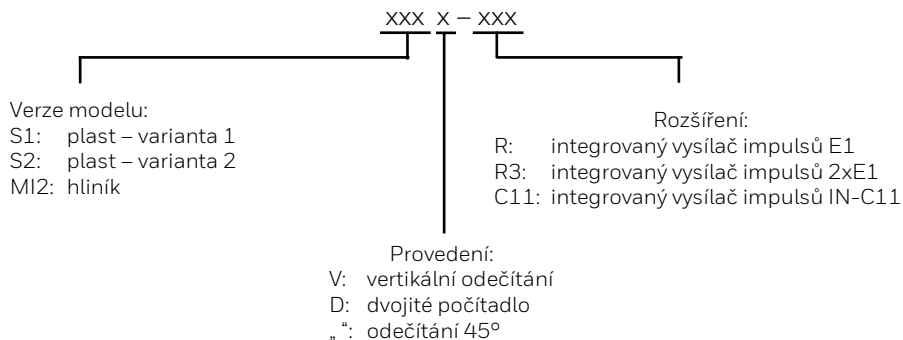 xxx x – xxx
Verze modelu:
S1: plast – varianta 1
S2: plast – varianta 2
MI2: hliník
Rozšíření:
R: integrovaný vysílač impulsů E1
R3: integrovaný vysílač impulsů 2xE1
C11: integrovaný vysílač impulsů IN-C11
Provedení:
V: vertikální odečítání
D: dvojité počítadlo
„ “: odečítání 45°